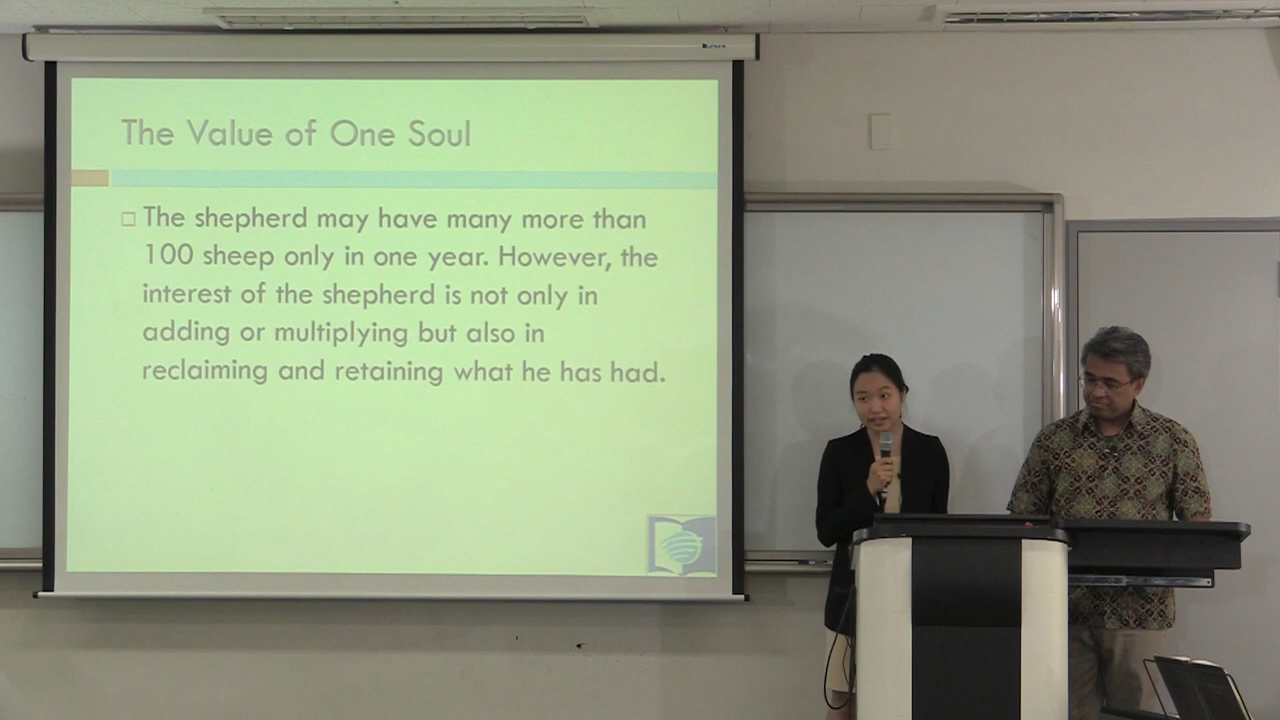 The Value of One Soul
The shepherd may have many more than
100 sheep only in one year. However, the
interest of the shepherd is not only in
adding or multiplying but also in
reclaiming and retaining what he has had.